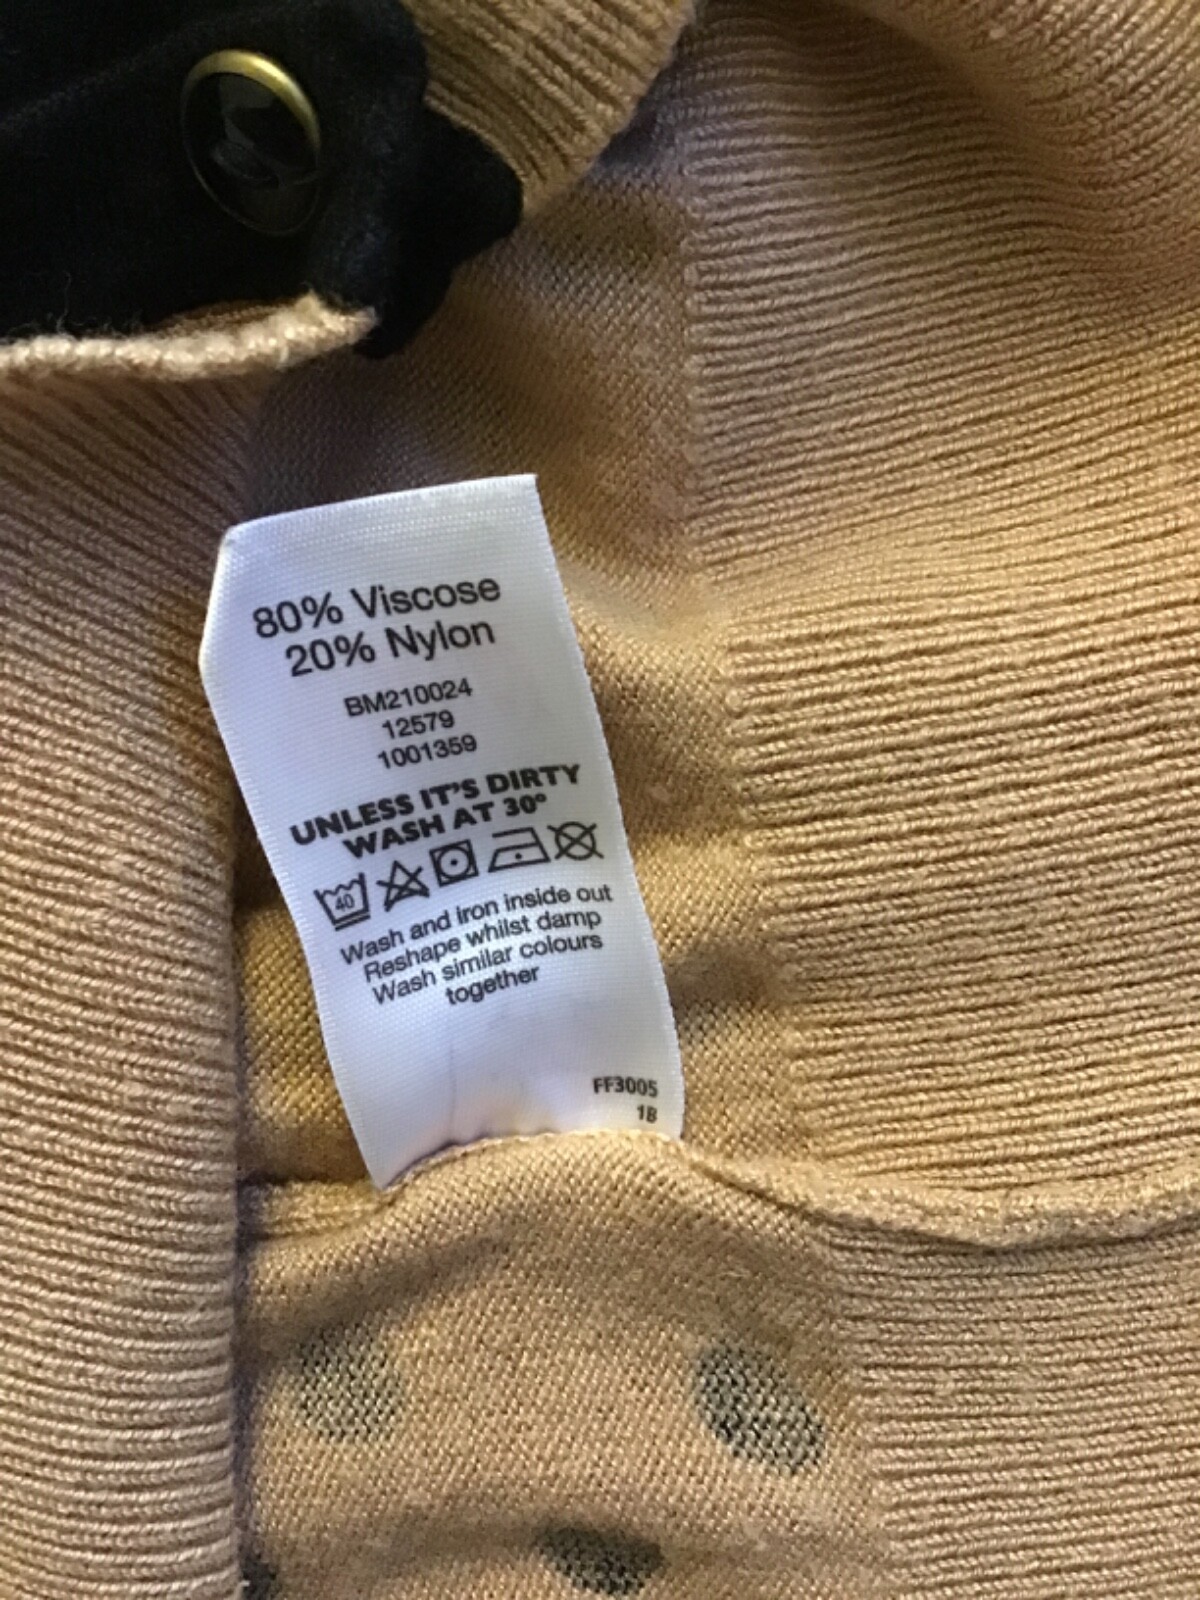 80% Viscose
20% Nylon
BM210024
12579
1001359
UNLESS IT'S DIRTY
WASH AT 30°
40
Wash and iron inside out
Reshape whilst damp
Wash similar colours
together
FF3005
1B